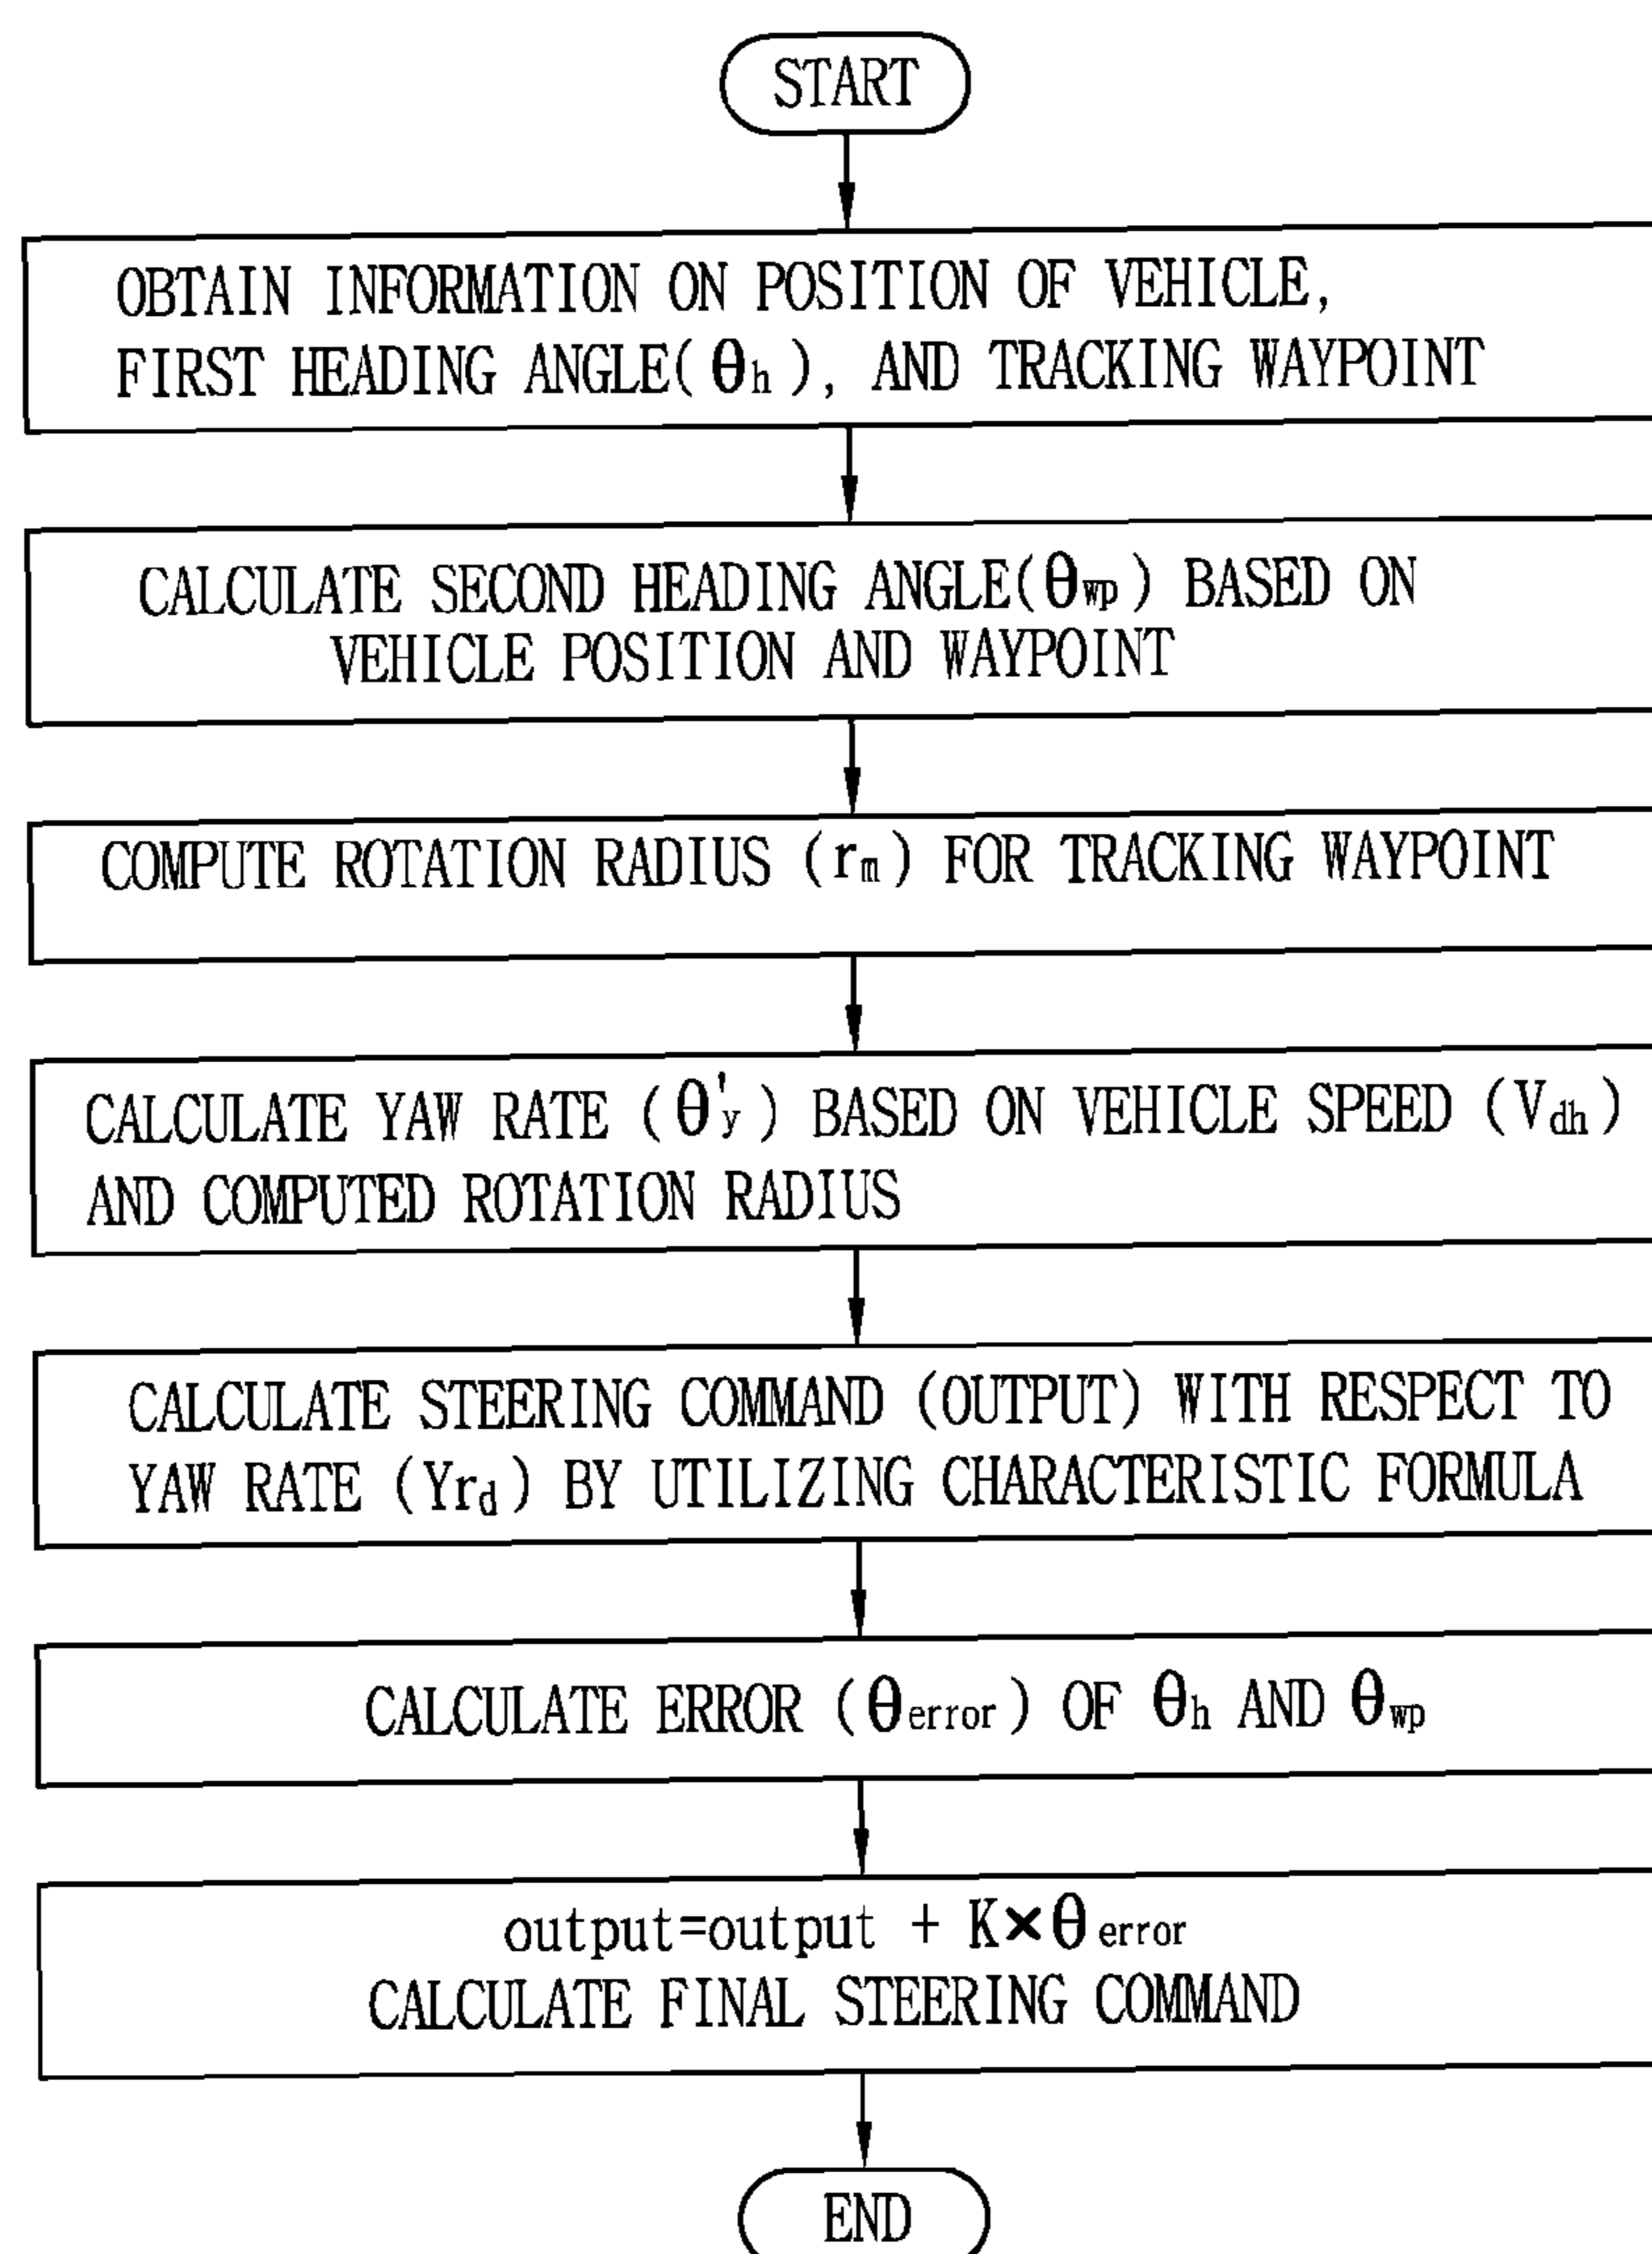 START
OBTAIN INFORMATION ON POSITION OF VEHICLE,
FIRST HEADING ANGLE(θh), AND TRACKING WAYPOINT
CALCULATE SECOND HEADING ANGLE(θwp) BASED ON
VEHICLE POSITION AND WAYPOINT
COMPUTE ROTATION RADIUS (rm) FOR TRACKING WAYPOINT
CALCULATE YAW RATE (θ'y) BASED ON VEHICLE SPEED (Vdh)
AND COMPUTED ROTATION RADIUS
CALCULATE STEERING COMMAND (OUTPUT) WITH RESPECT TO
YAW RATE (Yrd) BY UTILIZING CHARACTERISTIC FORMULA
CALCULATE ERROR (θerror) OF θh AND θwp
output=output + K×θerror
CALCULATE FINAL STEERING COMMAND
END